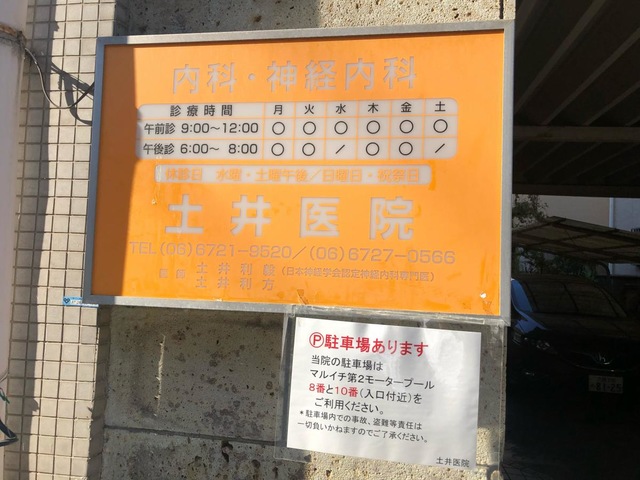 内科・神経内科
診療時間 月 火 水 木 金 土
午前診 9:00～12:00 ○ ○ ○ ○ ○ ○
午後診 6:00～ 8:00 ○ ○ ／ ○ ○ ／
休診日 水曜・土曜午後／日曜日・祝祭日
土井医院
TEL (06)6721-9520／(06)6727-0566
医師 土井利毅(日本神経学会認定神経内科専門医)
土井利方
Ⓟ駐車場あります
当院の駐車場は
マルイチ第2モータープール
8番と10番(入口付近)を
ご利用ください。
＊駐車場内での事故、盗難等責任は
一切負いかねますのでご了承ください。
土井医院